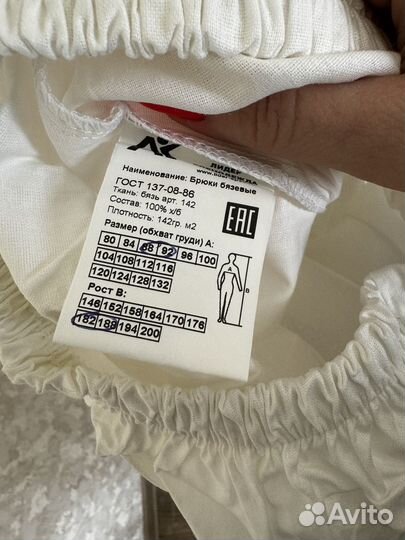 АК
ЛИДЕР
Наименование: Брюки бязевые
ГОСТ 137-08-86
Ткань: бязь арт. 142
Состав: 100% х/б
Плотность: 142гр. м2
EAC
Размер (обхват груди) А:
80 84 88 92 96 100
104 108 112 116
120 124 128 132
Рост В:
146 152 158 164 170 176
182 188 194 200
А
В
Avito